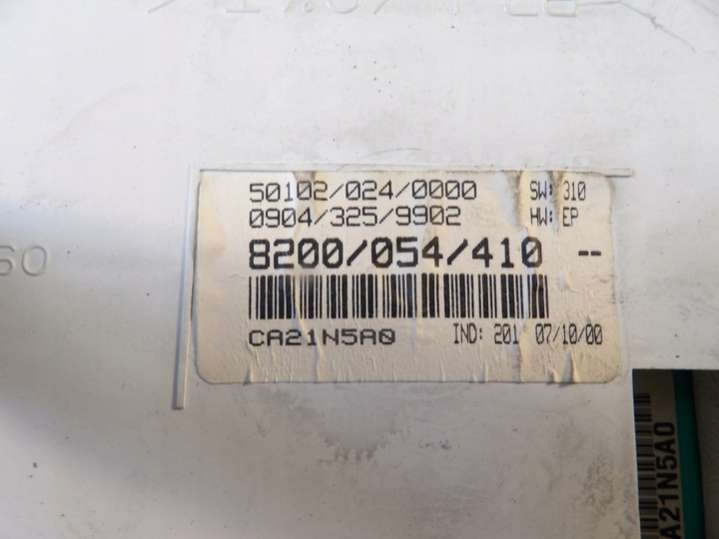 60
50102/024/0000 SW: 310
0904/325/9902 HW: EP
8200/054/410 --
CA21N5A0 IND: 201 07/10/00
A21N5A0